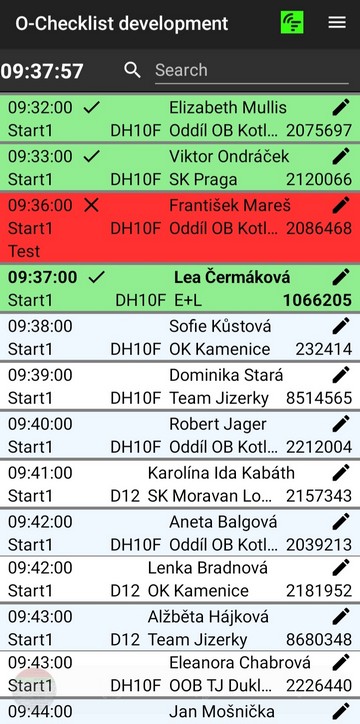 O-Checklist development
09:37:57 Search
09:32:00 Elizabeth Mullis
Start1 DH10F Oddíl OB Kotl... 2075697
09:33:00 Viktor Ondráček
Start1 DH10F SK Praga 2120066
09:36:00 František Mareš
Start1 DH10F Oddíl OB Kotl... 2086468
Test
09:37:00 Lea Čermáková
Start1 DH10F E+L 1066205
09:38:00 Sofie Kůstová
Start1 DH10F OK Kamenice 232414
09:39:00 Dominika Stará
Start1 DH10F Team Jizerky 8514565
09:40:00 Robert Jager
Start1 DH10F Oddíl OB Kotl... 2212004
09:41:00 Karolína Ida Kabáth
Start1 D12 SK Moravan Lo... 2157343
09:42:00 Aneta Balgová
Start1 DH10F Oddíl OB Kotl... 2039213
09:42:00 Lenka Bradnová
Start1 D12 OK Kamenice 2181952
09:43:00 Alžběta Hájková
Start1 D12 Team Jizerky 8680348
09:43:00 Eleanora Chabrová
Start1 DH10F OOB TJ Dukl... 2226440
09:44:00 Jan Mošnička